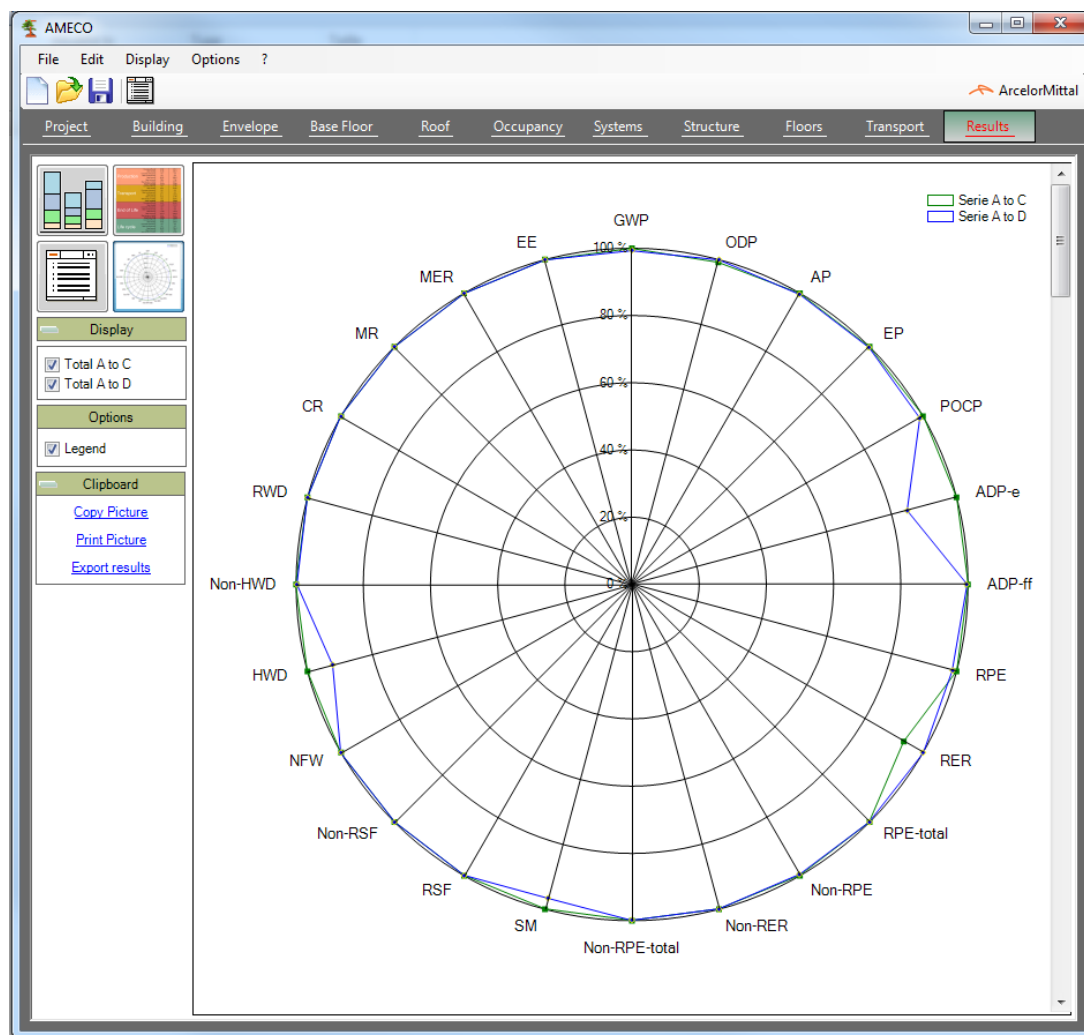 AMECO
File Edit Display Options ?
ArcelorMittal
Project Building Envelope Base Floor Roof Occupancy Systems Structure Floors Transport Results
Display
Total A to C
Total A to D
Options
Legend
Clipboard
Copy Picture
Print Picture
Export results
Serie A to C
Serie A to D
GWP
ODP
AP
EP
POCP
ADP-e
ADP-ff
RPE
RER
RPE-total
Non-RPE
Non-RER
Non-RPE-total
SM
RSF
Non-RSF
NFW
HWD
Non-HWD
RWD
CR
MR
MER
EE
100 %
80 %
60 %
40 %
20 %
0 %